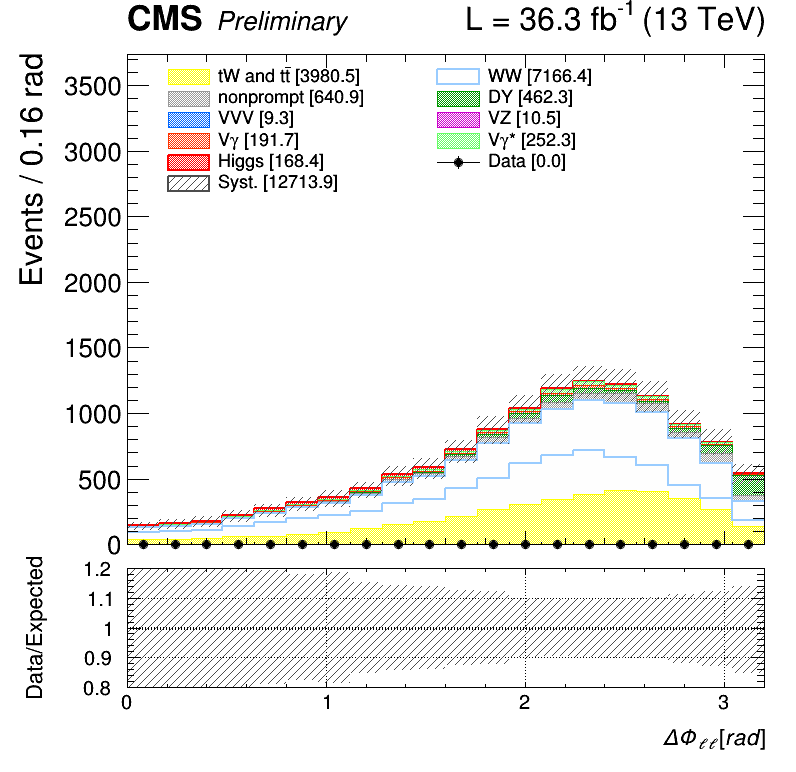 CMS Preliminary L = 36.3 fb⁻¹ (13 TeV)
Events / 0.16 rad
3500
3000
2500
2000
1500
1000
500
0
tW and tt̄ [3980.5]
nonprompt [640.9]
VVV [9.3]
Vγ [191.7]
Higgs [168.4]
Syst. [12713.9]
WW [7166.4]
DY [462.3]
VZ [10.5]
Vγ* [252.3]
Data [0.0]
Data/Expected
1.2
1.1
1
0.9
0.8
0 1 2 3
ΔΦℓℓ[rad]